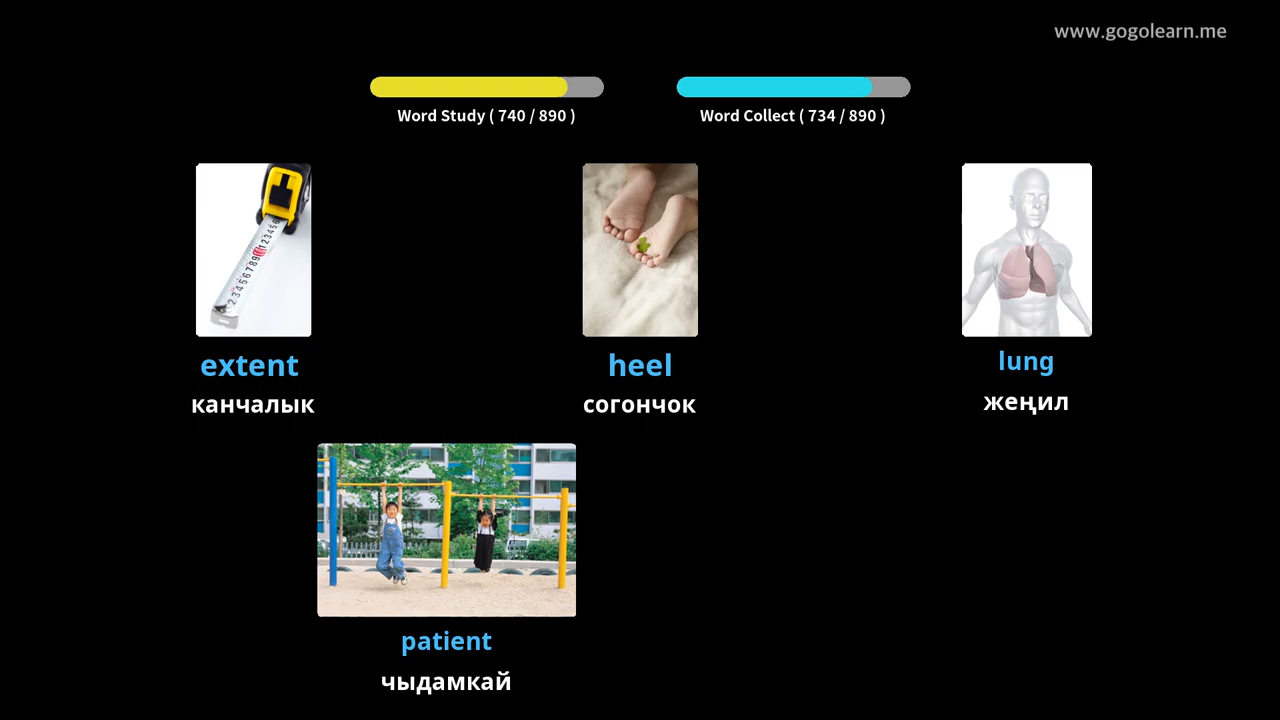 www.gogolearn.me
Word Study ( 740 / 890 )
Word Collect ( 734 / 890 )
extent
канчалык
heel
согончок
lung
жеңил
patient
чыдамкай